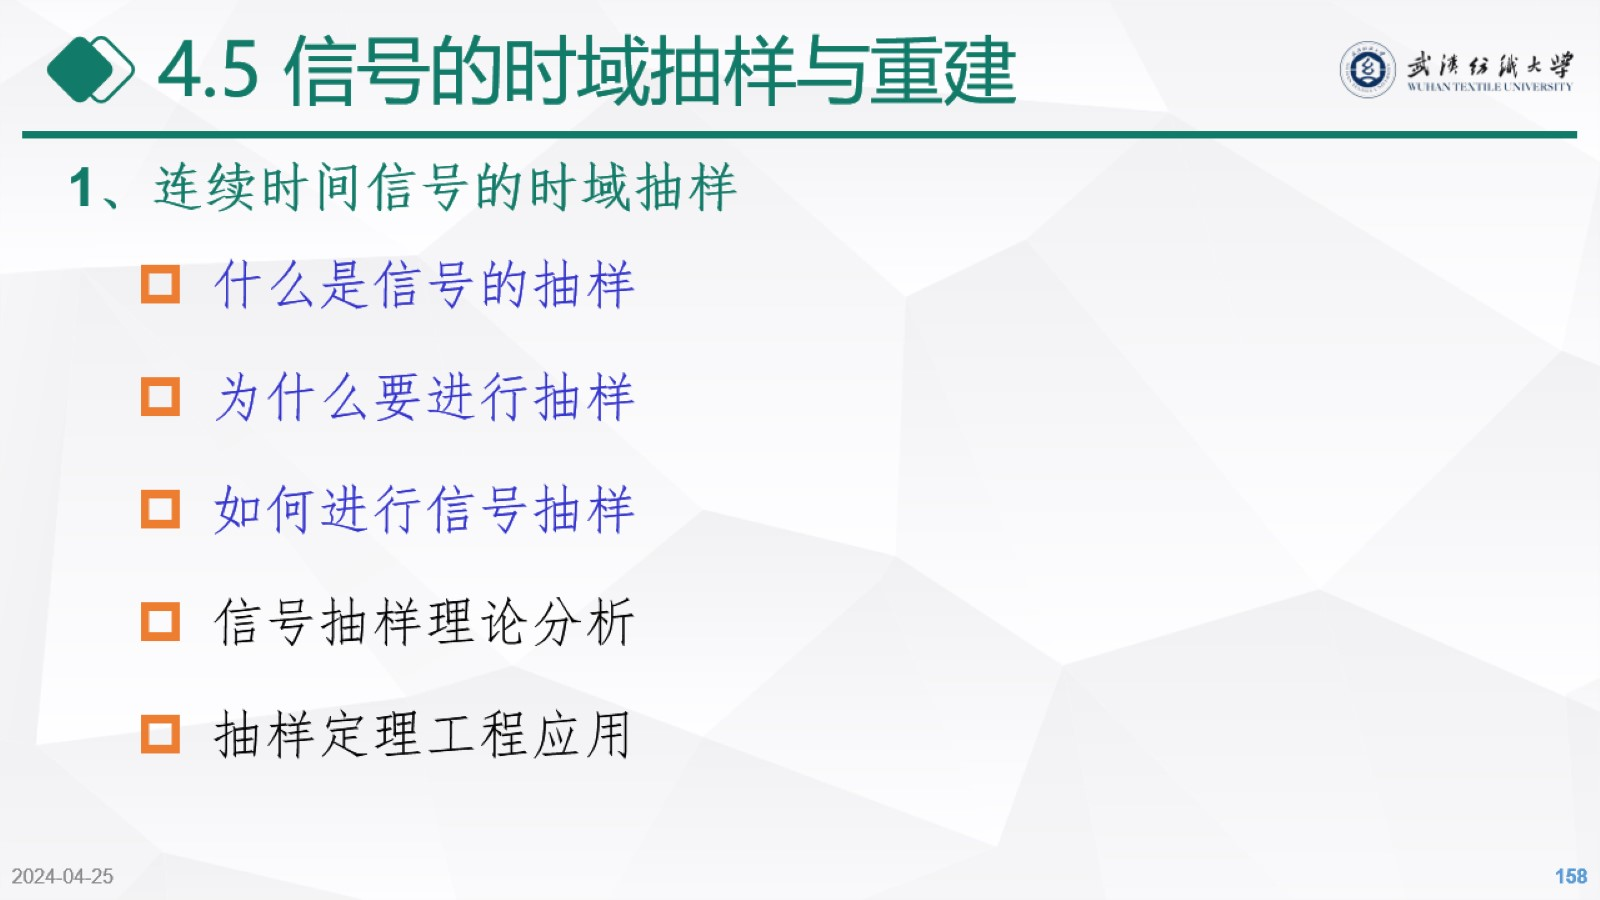 4.5 信号的时域抽样与重建
武汉纺织大学
WUHAN TEXTILE UNIVERSITY
1、连续时间信号的时域抽样
什么是信号的抽样
为什么要进行抽样
如何进行信号抽样
信号抽样理论分析
抽样定理工程应用
2024-04-25
158